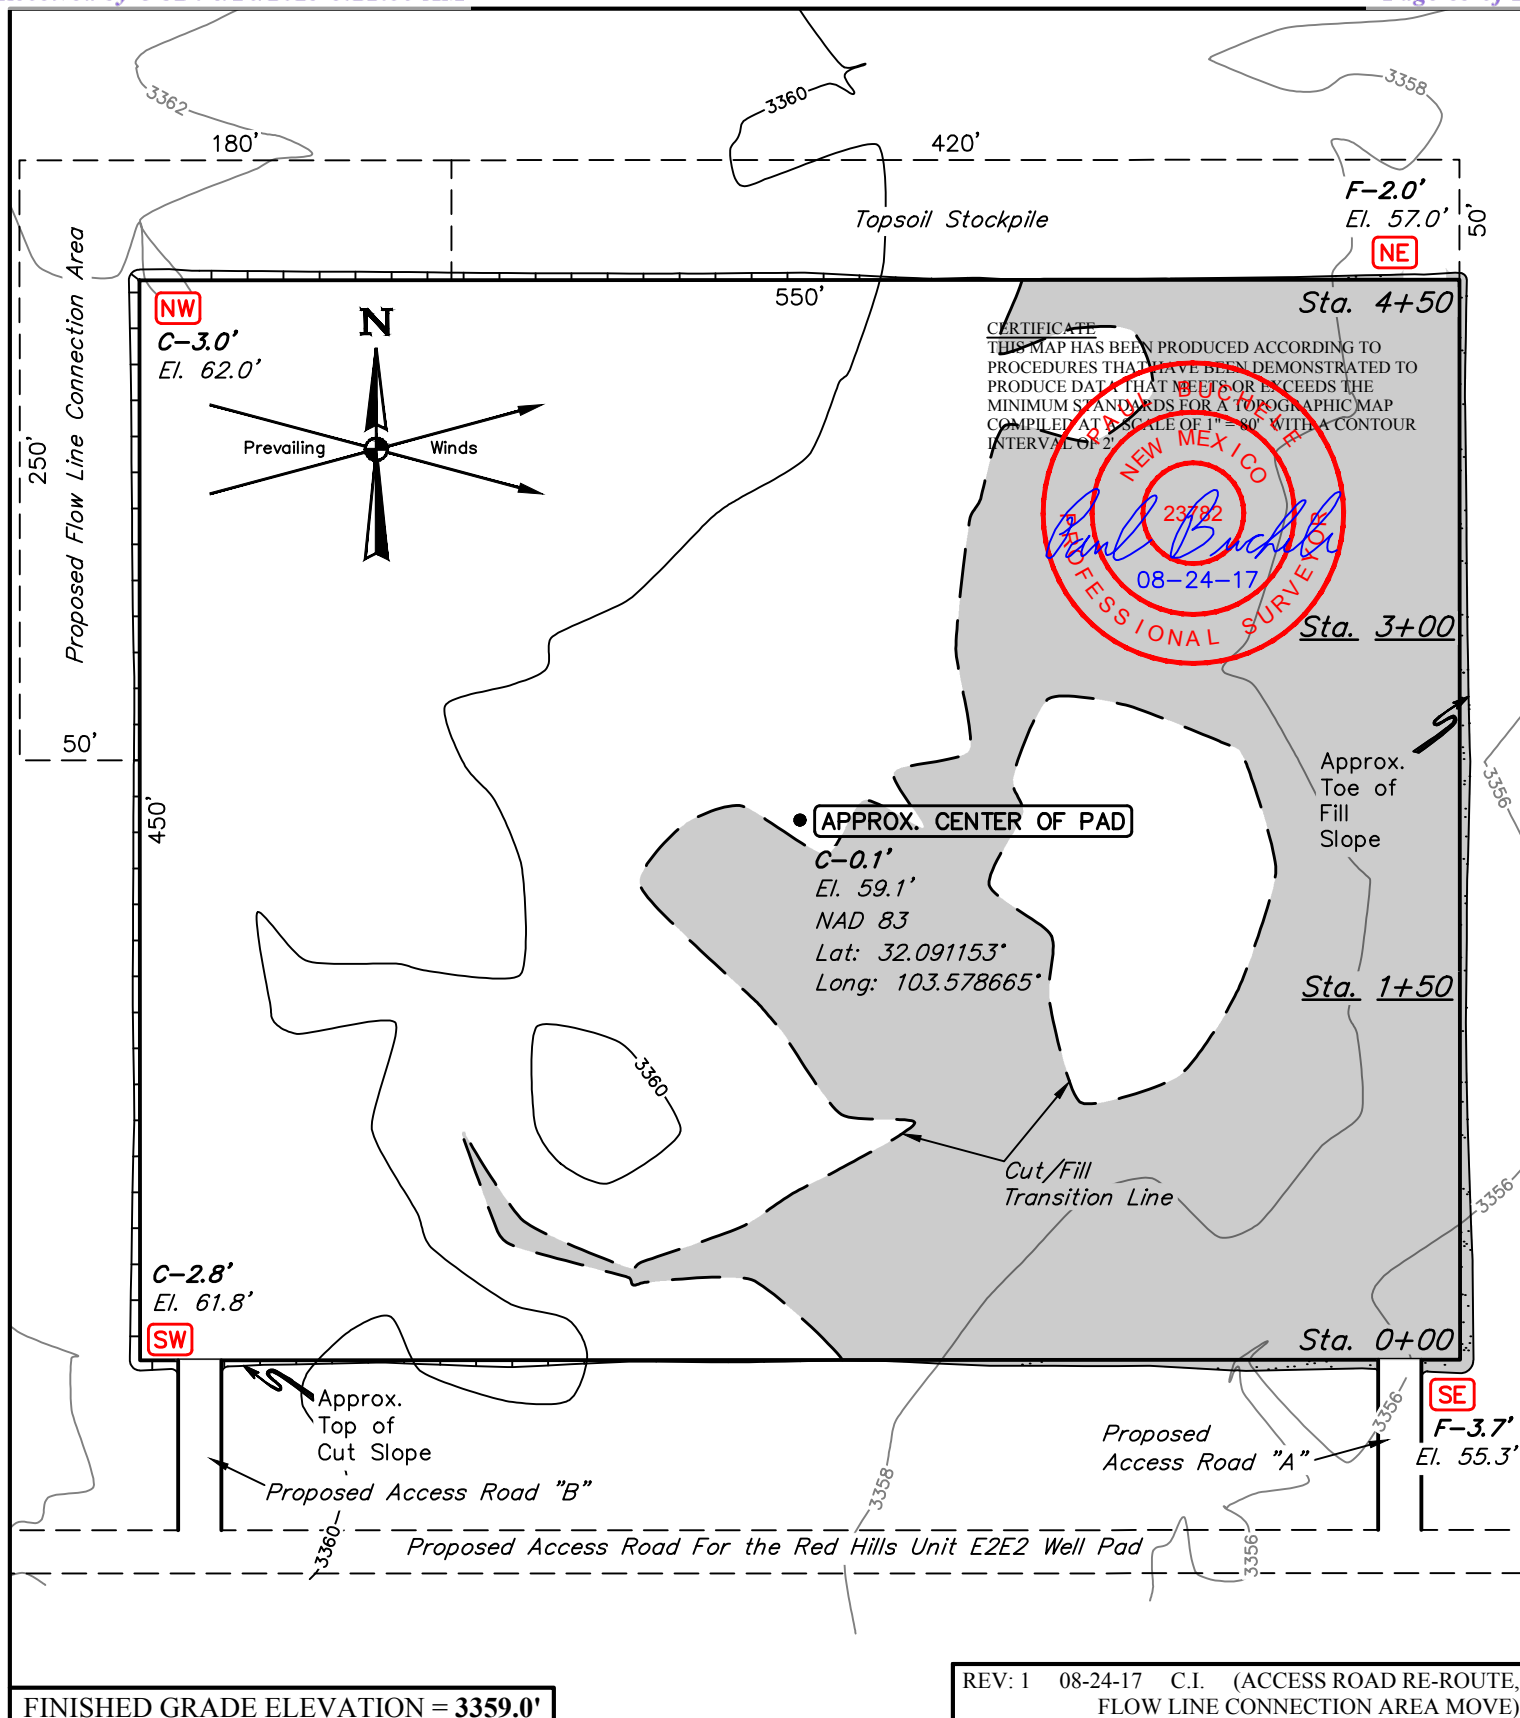 3362
3360
3358
180'
420'
F-2.0'
El. 57.0'
50'
Topsoil Stockpile
NE
NW
C-3.0'
El. 62.0'
N
550'
Sta. 4+50
Prevailing Winds
CERTIFICATE
THIS MAP HAS BEEN PRODUCED ACCORDING TO
PROCEDURES THAT HAVE BEEN DEMONSTRATED TO
PRODUCE DATA THAT MEETS OR EXCEEDS THE
MINIMUM STANDARDS FOR A TOPOGRAPHIC MAP
COMPILED AT A SCALE OF 1" = 80' WITH A CONTOUR
INTERVAL OF 2'.
PAUL BUCHELE
NEW MEXICO
23782
Paul Buchele
08-24-17
PROFESSIONAL SURVEYOR
250'
Proposed Flow Line Connection Area
50'
Sta. 3+00
450'
Approx.
Toe of
Fill
Slope
3356
APPROX. CENTER OF PAD
C-0.1'
El. 59.1'
NAD 83
Lat: 32.091153°
Long: 103.578665°
Sta. 1+50
3360
Cut/Fill
Transition Line
3356
C-2.8'
El. 61.8'
SW
Sta. 0+00
SE
F-3.7'
El. 55.3'
Approx.
Top of
Cut Slope
Proposed
Access Road "A"
3356
Proposed Access Road "B"
3358
3360
Proposed Access Road For the Red Hills Unit E2E2 Well Pad
3356
REV: 1 08-24-17 C.I. (ACCESS ROAD RE-ROUTE,
FLOW LINE CONNECTION AREA MOVE)
FINISHED GRADE ELEVATION = 3359.0'